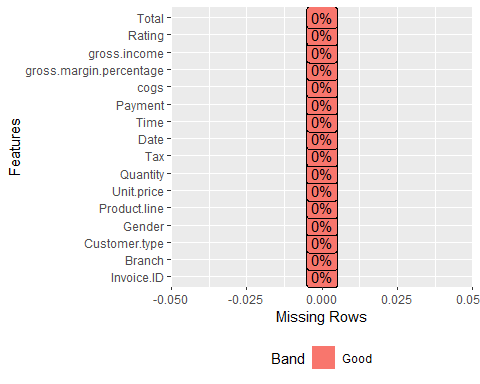 Total 0%
Rating 0%
gross.income 0%
gross.margin.percentage 0%
cogs 0%
Payment 0%
Time 0%
Date 0%
Tax 0%
Quantity 0%
Unit.price 0%
Product.line 0%
Gender 0%
Customer.type 0%
Branch 0%
Invoice.ID 0%
Features
-0.050 -0.025 0.000 0.025 0.05
Missing Rows
Band Good